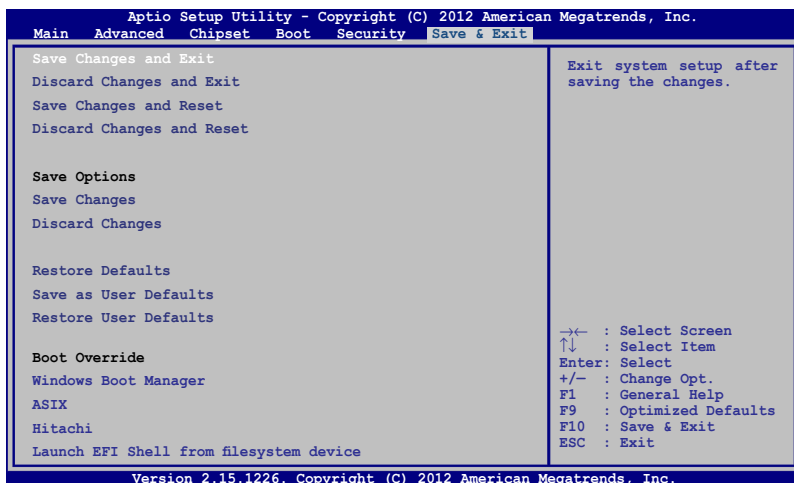 Aptio Setup Utility - Copyright (C) 2012 American Megatrends, Inc.
Main Advanced Chipset Boot Security Save & Exit
Save Changes and Exit
Discard Changes and Exit
Save Changes and Reset
Discard Changes and Reset
Save Options
Save Changes
Discard Changes
Restore Defaults
Save as User Defaults
Restore User Defaults
Boot Override
Windows Boot Manager
ASIX
Hitachi
Launch EFI Shell from filesystem device
Exit system setup after
saving the changes.
→← : Select Screen
↑↓ : Select Item
Enter: Select
+/— : Change Opt.
F1 : General Help
F9 : Optimized Defaults
F10 : Save & Exit
ESC : Exit
Version 2.15.1226. Copyright (C) 2012 American Megatrends, Inc.